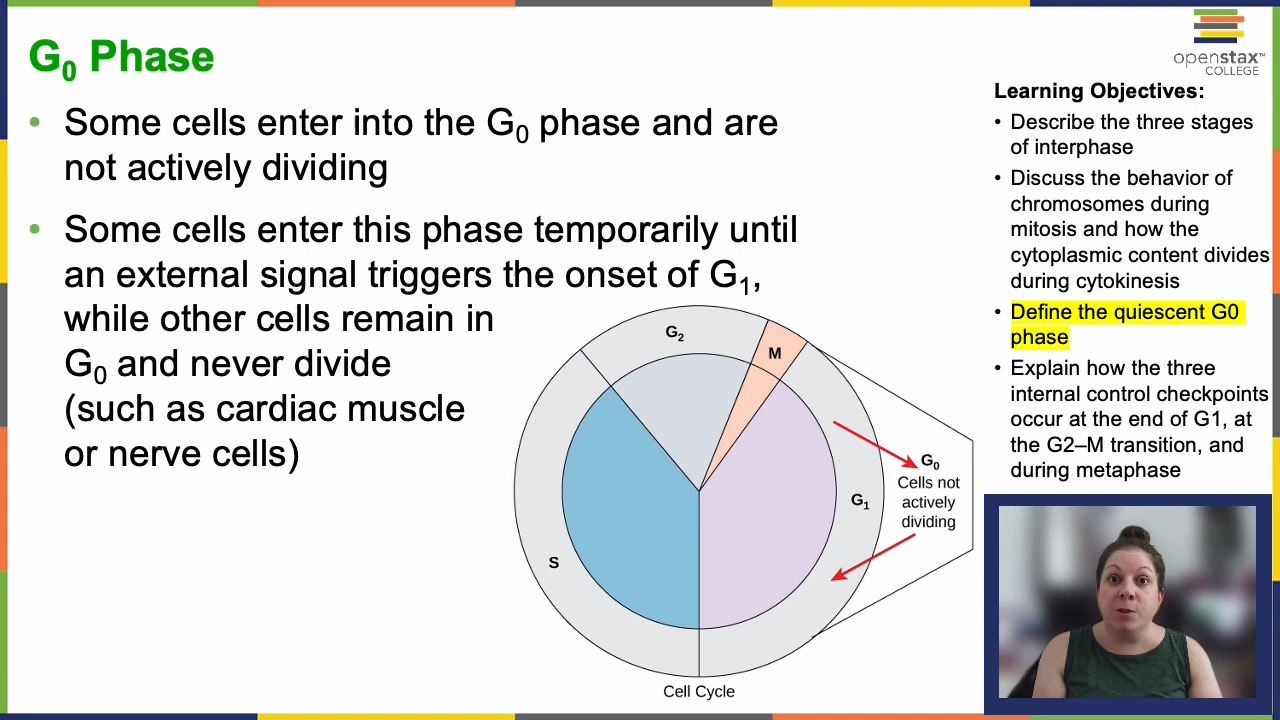 G₀ Phase
• Some cells enter into the G₀ phase and are
not actively dividing
• Some cells enter this phase temporarily until
an external signal triggers the onset of G₁,
while other cells remain in
G₀ and never divide
(such as cardiac muscle
or nerve cells)
G₂
M
G₁
S
G₀
Cells not
actively
dividing
Cell Cycle
openstax™
COLLEGE
Learning Objectives:
• Describe the three stages
of interphase
• Discuss the behavior of
chromosomes during
mitosis and how the
cytoplasmic content divides
during cytokinesis
• Define the quiescent G0
phase
• Explain how the three
internal control checkpoints
occur at the end of G1, at
the G2–M transition, and
during metaphase